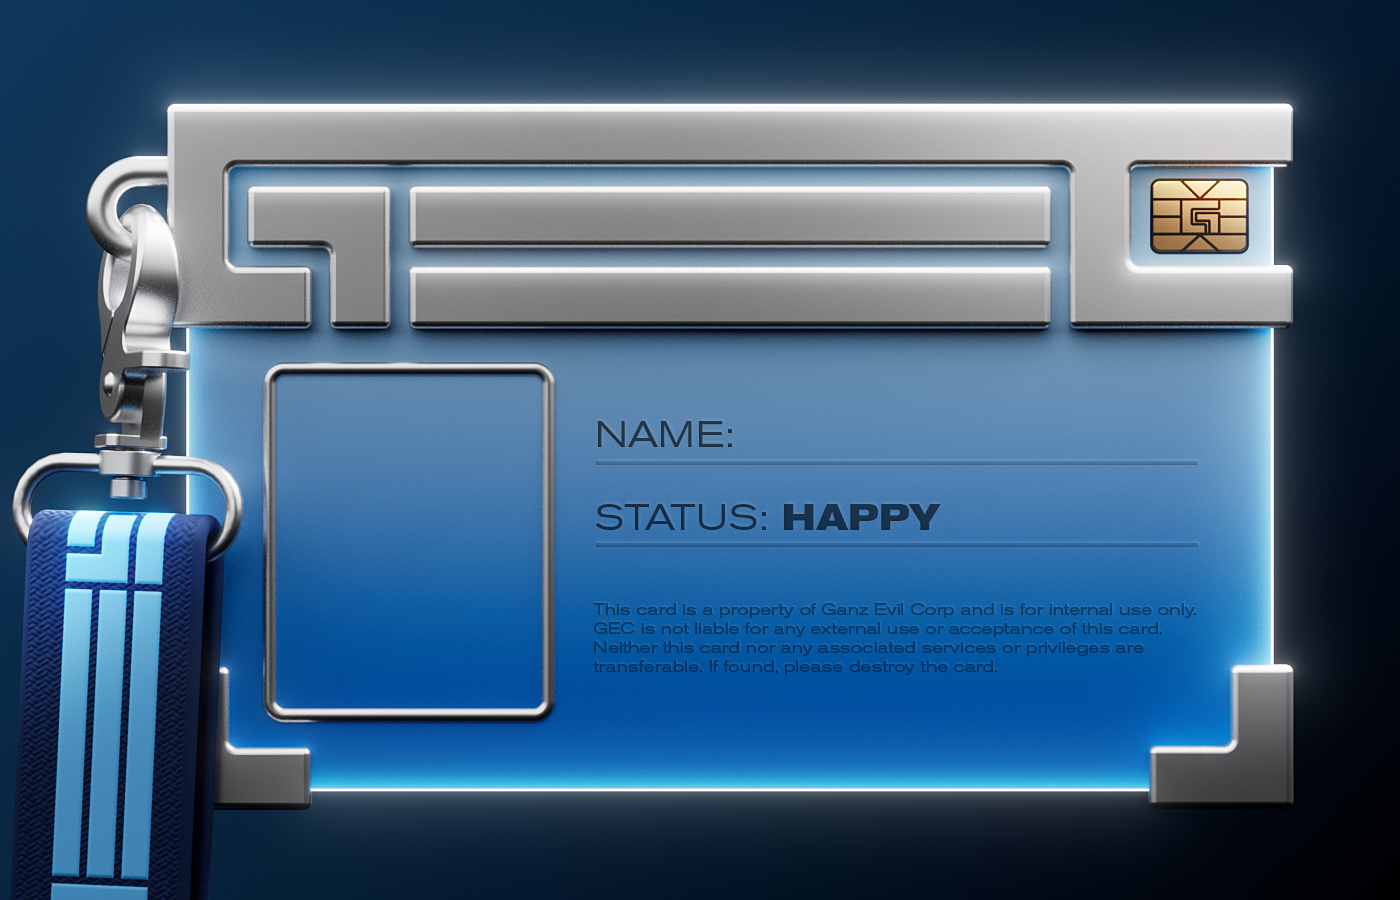 NAME:
STATUS: HAPPY
This card is a property of Ganz Evil Corp and is for internal use only.
GEC is not liable for any external use or acceptance of this card.
Neither this card nor any associated services or privileges are
transferable. If found, please destroy the card.